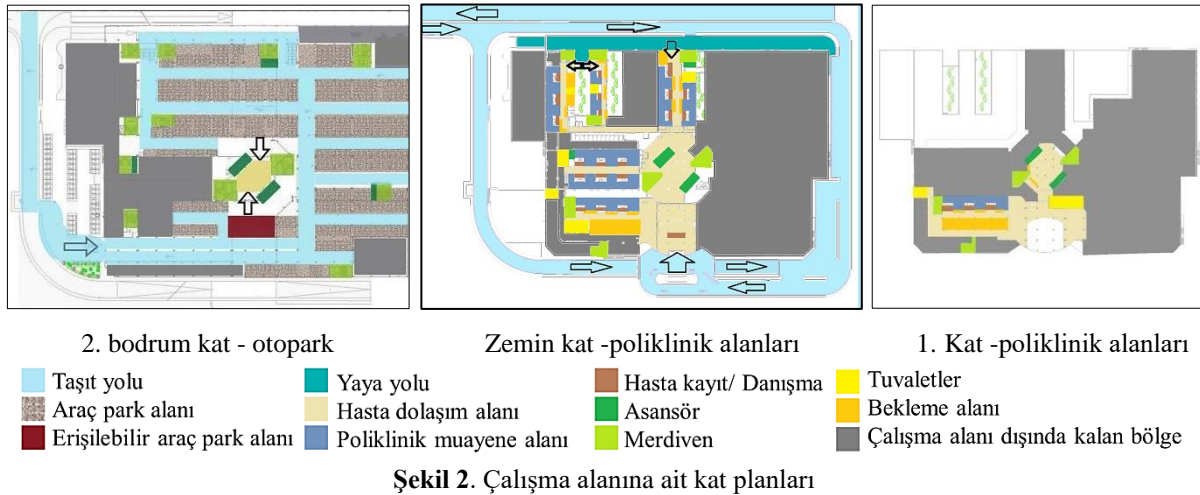 2. bodrum kat - otopark
Zemin kat -poliklinik alanları
1. Kat -poliklinik alanları
Taşıt yolu
Yaya yolu
Hasta kayıt/ Danışma
Tuvaletler
Araç park alanı
Hasta dolaşım alanı
Asansör
Bekleme alanı
Erişilebilir araç park alanı
Poliklinik muayene alanı
Merdiven
Çalışma alanı dışında kalan bölge
Şekil 2. Çalışma alanına ait kat planları